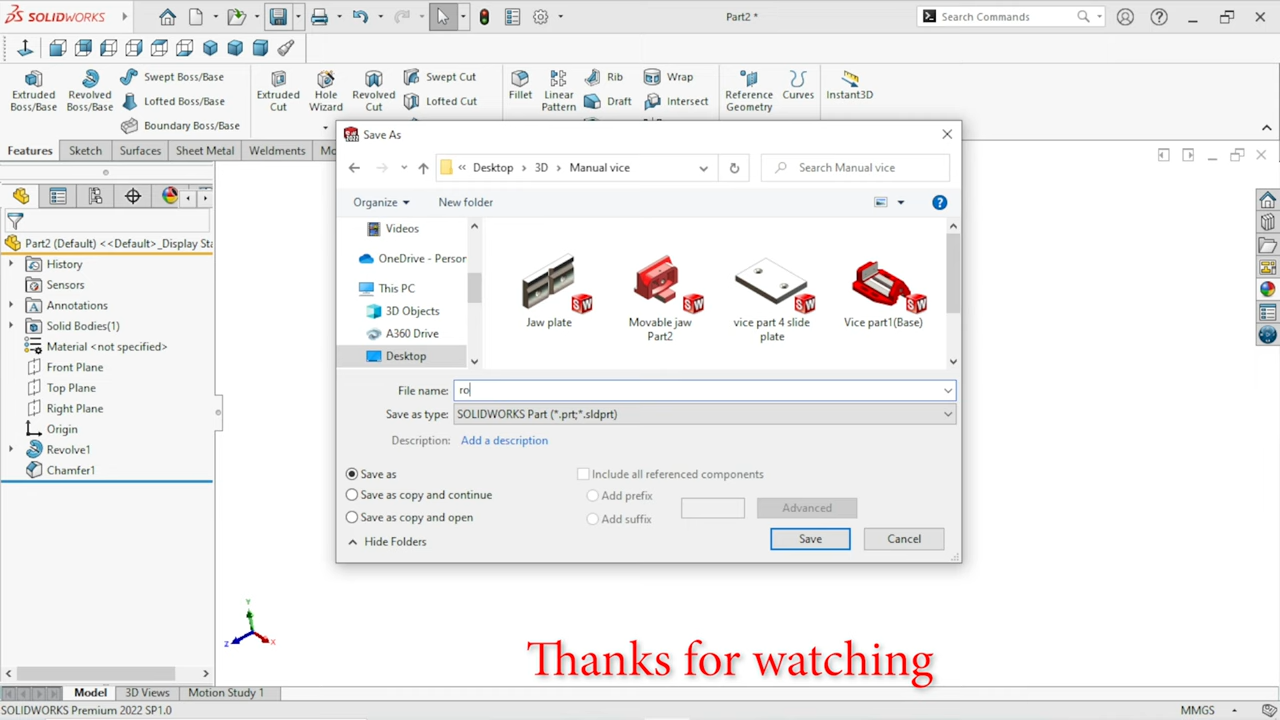 SOLIDWORKS
Part2 *
Search Commands
Extruded Boss/Base
Revolved Boss/Base
Swept Boss/Base
Lofted Boss/Base
Boundary Boss/Base
Extruded Cut
Hole Wizard
Revolved Cut
Swept Cut
Lofted Cut
Fillet
Linear Pattern
Rib
Draft
Wrap
Intersect
Reference Geometry
Curves
Instant3D
Features
Sketch
Surfaces
Sheet Metal
Weldments
Mo
Save As
« Desktop › 3D › Manual vice
Search Manual vice
Organize
New folder
Videos
OneDrive - Person
This PC
3D Objects
A360 Drive
Desktop
Jaw plate
Movable jaw
Part2
vice part 4 slide
plate
Vice part1(Base)
File name: ro
Save as type: SOLIDWORKS Part (*.prt;*.sldprt)
Description: Add a description
Save as
Save as copy and continue
Save as copy and open
Include all referenced components
Add prefix
Add suffix
Advanced
Hide Folders
Save
Cancel
Part2 (Default) <<Default>_Display Sta
History
Sensors
Annotations
Solid Bodies(1)
Material <not specified>
Front Plane
Top Plane
Right Plane
Origin
Revolve1
Chamfer1
Y
Z
X
Thanks for watching
Model
3D Views
Motion Study 1
SOLIDWORKS Premium 2022 SP1.0
MMGS